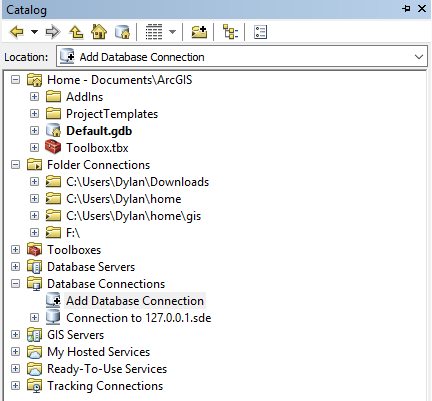 Catalog
Location: Add Database Connection
Home - Documents\ArcGIS
AddIns
ProjectTemplates
Default.gdb
Toolbox.tbx
Folder Connections
C:\Users\Dylan\Downloads
C:\Users\Dylan\home
C:\Users\Dylan\home\gis
F:\
Toolboxes
Database Servers
Database Connections
Add Database Connection
Connection to 127.0.0.1.sde
GIS Servers
My Hosted Services
Ready-To-Use Services
Tracking Connections